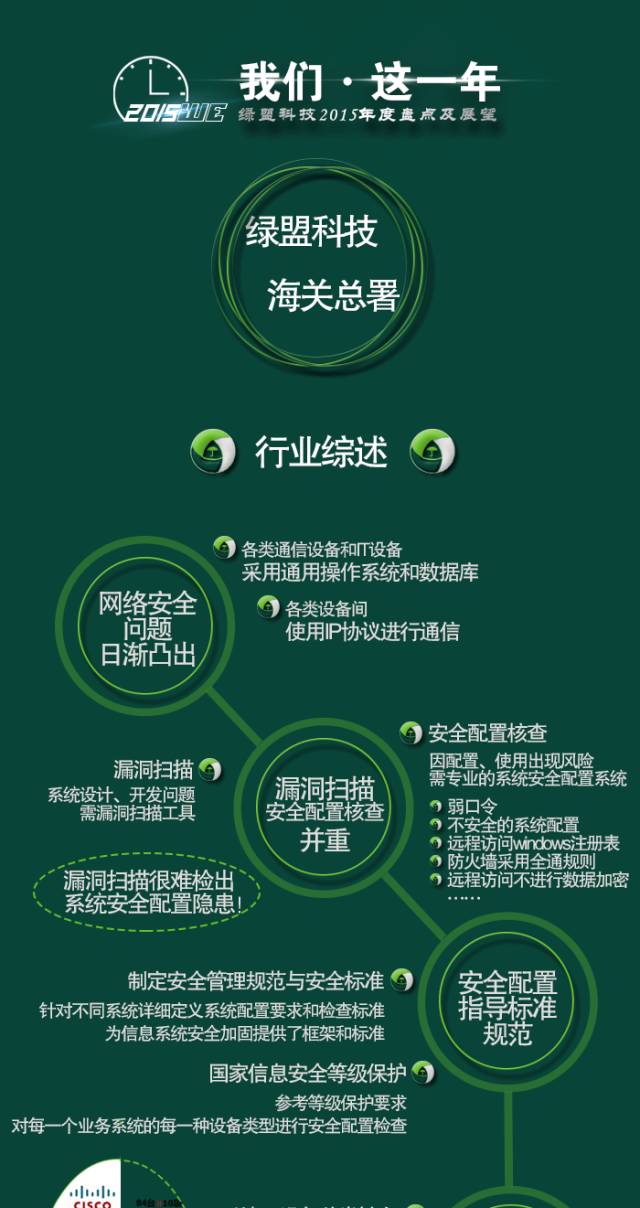 我们·这一年
2015WE
绿盟科技2015年度盘点及展望
绿盟科技
海关总署
行业综述
各类通信设备和IT设备
采用通用操作系统和数据库
各类设备间
使用IP协议进行通信
网络安全
问题
日渐凸出
安全配置核查
因配置、使用出现风险
需专业的系统安全配置系统
弱口令
不安全的系统配置
远程访问windows注册表
防火墙采用全通规则
远程访问不进行数据加密
……
漏洞扫描
系统设计、开发问题
需漏洞扫描工具
漏洞扫描
安全配置核查
并重
漏洞扫描很难检出
系统安全配置隐患!
制定安全管理规范与安全标准
针对不同系统详细定义系统配置要求和检查标准
为信息系统安全加固提供了框架和标准
安全配置
指导标准
规范
国家信息安全等级保护
参考等级保护要求
对每一个业务系统的每一种设备类型进行安全配置检查
CISCO